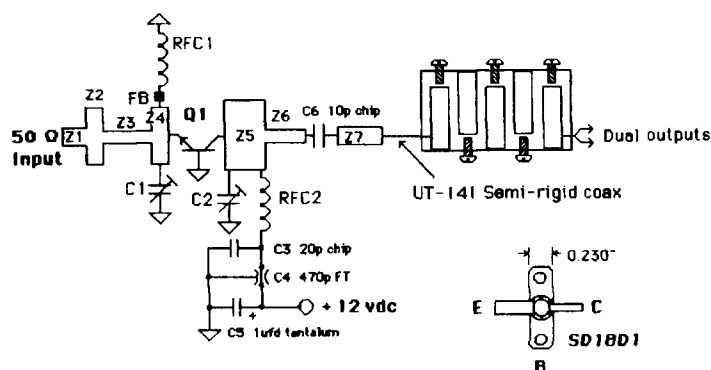 RFC1
Z2
FB
Z4
Q1
50 Ω
Input
Z1
Z3
Z5
Z6
C6 10p chip
Z7
Dual outputs
UT-141 Semi-rigid coax
C1
C2
RFC2
C3 20p chip
C4 470p FT
+ 12 vdc
+
C5 1ufd tantalum
0.230"
E
C
SD1801
B